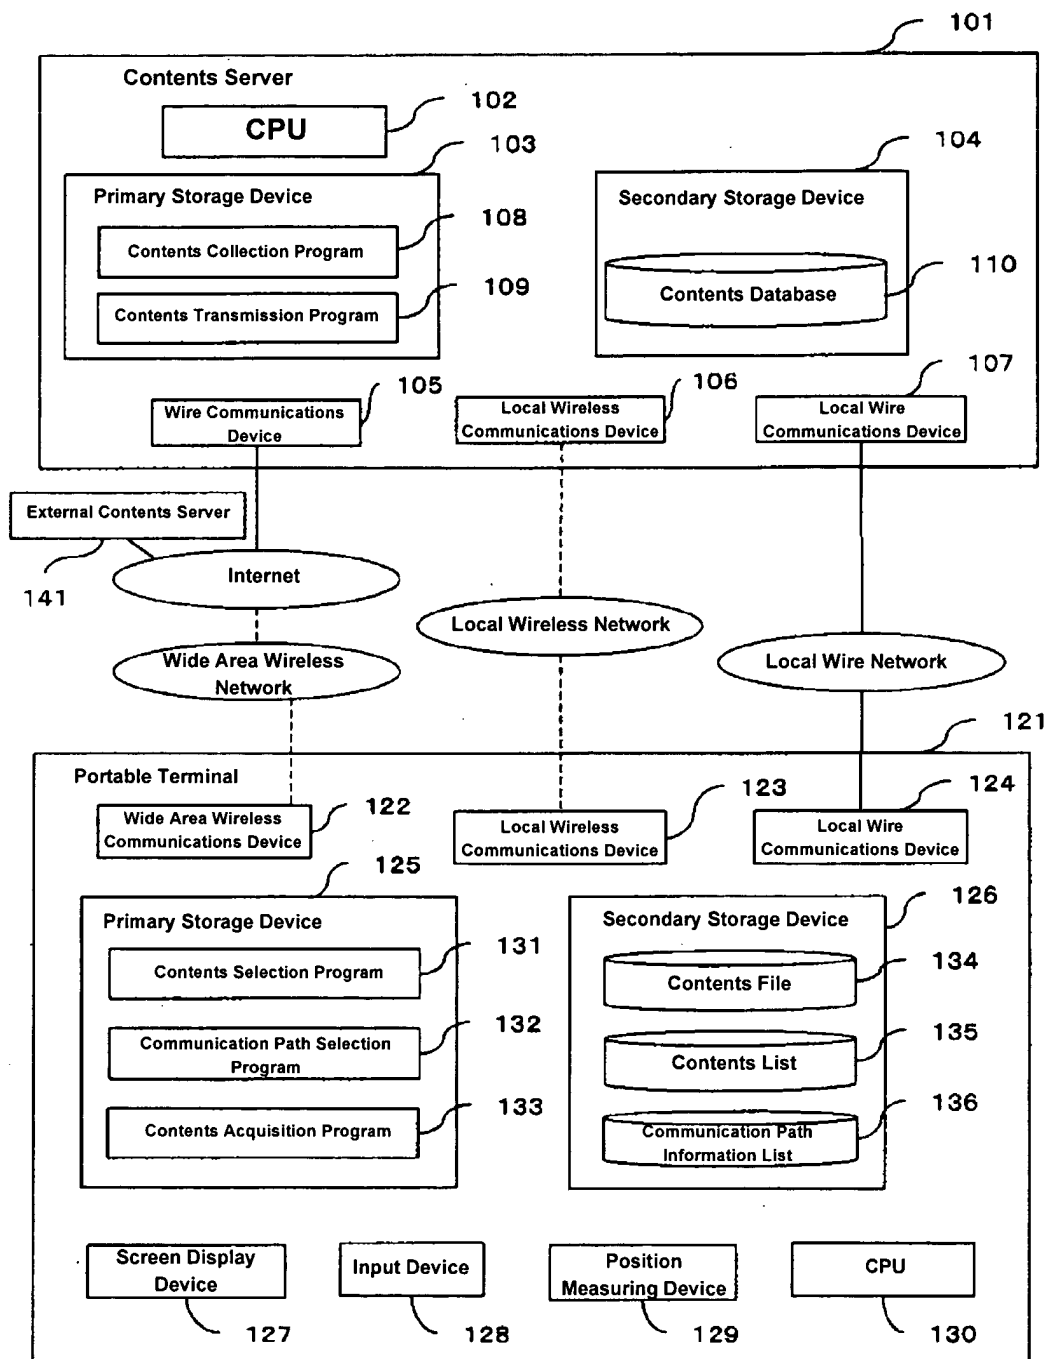 101
Contents Server
102
CPU
103
104
Primary Storage Device
Secondary Storage Device
108
Contents Collection Program
109
110
Contents Database
Contents Transmission Program
105
106
107
Wire Communications
Device
Local Wireless
Communications Device
Local Wire
Communications Device
External Contents Server
141
Internet
Local Wireless Network
Wide Area Wireless
Network
Local Wire Network
121
Portable Terminal
122
123
124
Wide Area Wireless
Communications Device
Local Wireless
Communications Device
Local Wire
Communications Device
125
126
Primary Storage Device
Secondary Storage Device
131
Contents Selection Program
134
Contents File
132
Communication Path Selection
Program
135
Contents List
133
Contents Acquisition Program
136
Communication Path
Information List
Screen Display
Device
Input Device
Position
Measuring Device
CPU
127
128
129
130